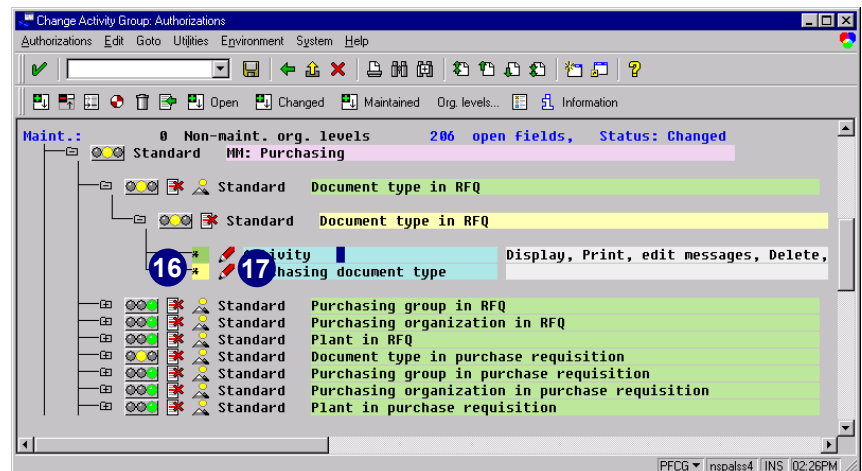 Change Activity Group: Authorizations
Authorizations Edit Goto Utilities Environment System Help
Open Changed Maintained Org. levels... Information
Maint.: 0 Non-maint. org. levels 206 open fields, Status: Changed
Standard MM: Purchasing
Standard Document type in RFQ
Standard Document type in RFQ
* ivity Display, Print, edit messages, Delete,
* hasing document type
16 17
Standard Purchasing group in RFQ
Standard Purchasing organization in RFQ
Standard Plant in RFQ
Standard Document type in purchase requisition
Standard Purchasing group in purchase requisition
Standard Purchasing organization in purchase requisition
Standard Plant in purchase requisition
PFCG nspalss4 INS 02:26PM